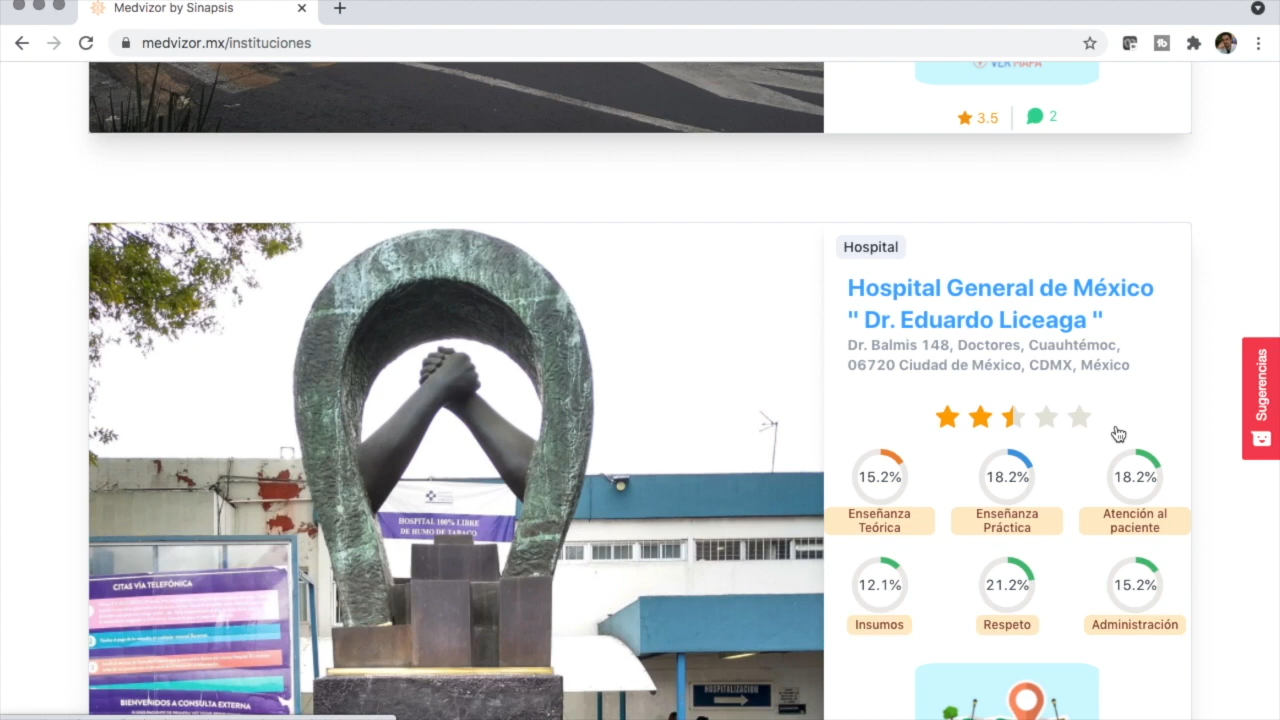 Medvizor by Sinapsis
medvizor.mx/instituciones
VER MAPA
3.5
2
Hospital
Hospital General de México
" Dr. Eduardo Liceaga "
Dr. Balmis 148, Doctores, Cuauhtémoc,
06720 Ciudad de México, CDMX, México
Sugerencias
15.2%
18.2%
18.2%
Enseñanza
Teórica
Enseñanza
Práctica
Atención al
paciente
12.1%
21.2%
15.2%
Insumos
Respeto
Administración
HOSPITAL 100% LIBRE
DE HUMO DE TABACO
CITAS VÍA TELEFÓNICA
BIENVENIDOS A CONSULTA EXTERNA
HOSPITALIZACIÓN